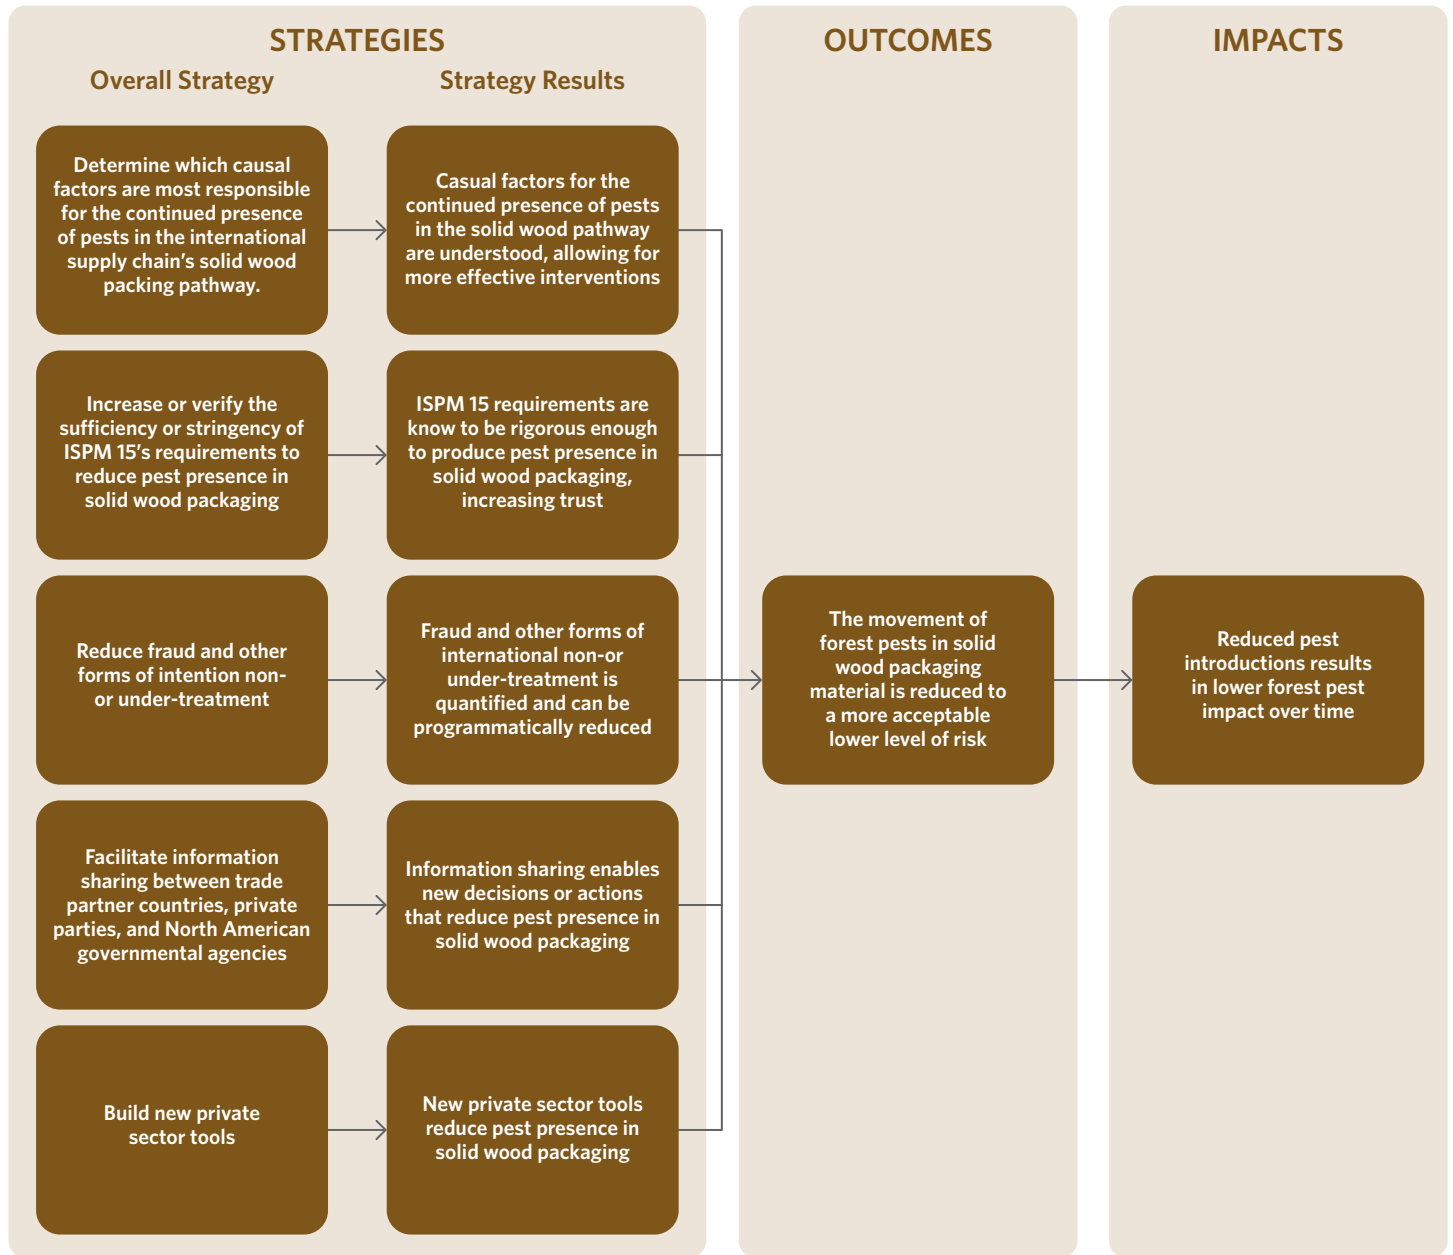 STRATEGIES
Overall Strategy
Strategy Results
Determine which causal
factors are most responsible
for the continued presence
of pests in the international
supply chain’s solid wood
packing pathway.
Casual factors for the
continued presence of pests
in the solid wood pathway
are understood, allowing for
more effective interventions
Increase or verify the
sufficiency or stringency of
ISPM 15’s requirements to
reduce pest presence in
solid wood packaging
ISPM 15 requirements are
know to be rigorous enough
to produce pest presence in
solid wood packaging,
increasing trust
Reduce fraud and other
forms of intention non-
or under-treatment
Fraud and other forms of
international non-or
under-treatment is
quantified and can be
programmatically reduced
Facilitate information
sharing between trade
partner countries, private
parties, and North American
governmental agencies
Information sharing enables
new decisions or actions
that reduce pest presence in
solid wood packaging
Build new private
sector tools
New private sector tools
reduce pest presence in
solid wood packaging
OUTCOMES
The movement of
forest pests in solid
wood packaging
material is reduced to
a more acceptable
lower level of risk
IMPACTS
Reduced pest
introductions results
in lower forest pest
impact over time